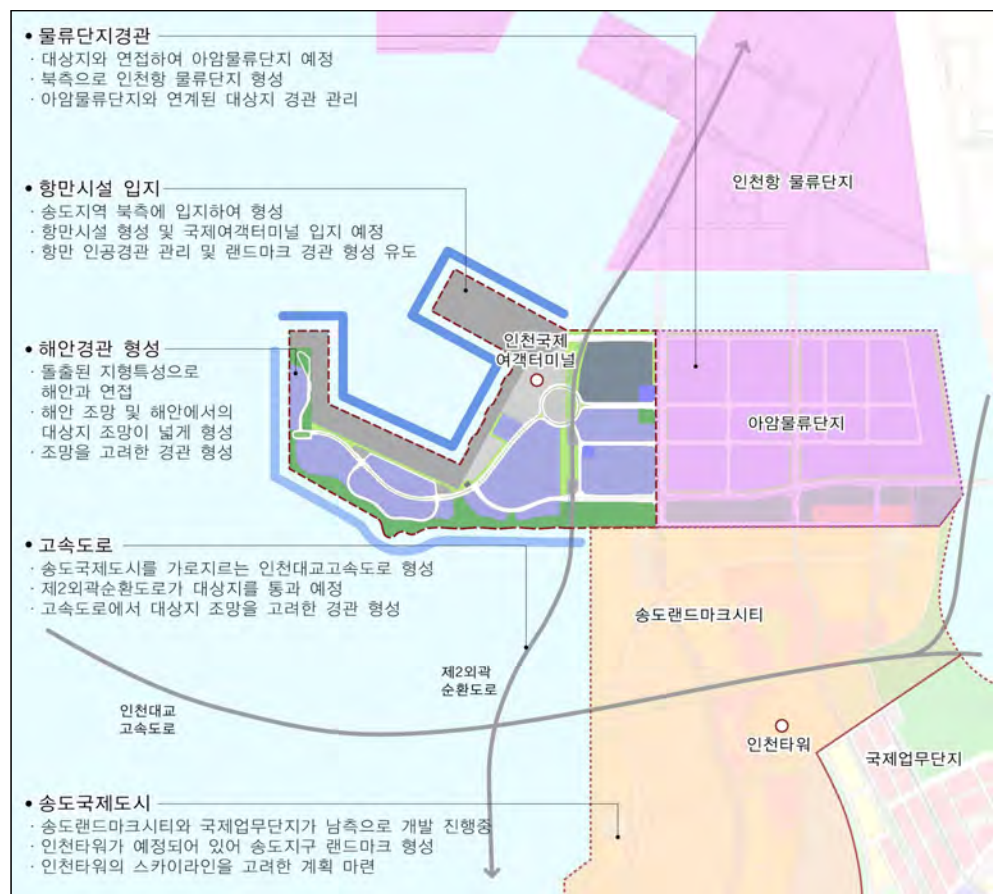 • 물류단지경관
· 대상지와 연접하여 아암물류단지 예정
· 북측으로 인천항 물류단지 형성
· 아암물류단지와 연계된 대상지 경관 관리
인천항 물류단지
• 항만시설 입지
· 송도지역 북측에 입지하여 형성
· 항만시설 형성 및 국제여객터미널 입지 예정
· 항만 인공경관 관리 및 랜드마크 경관 형성 유도
인천국제
여객터미널
• 해안경관 형성
· 돌출된 지형특성으로
해안과 연접
· 해안 조망 및 해안에서의
대상지 조망이 넓게 형성
· 조망을 고려한 경관 형성
아암물류단지
• 고속도로
· 송도국제도시를 가로지르는 인천대교고속도로 형성
· 제2외곽순환도로가 대상지를 통과 예정
· 고속도로에서 대상지 조망을 고려한 경관 형성
송도랜드마크시티
제2외곽
순환도로
인천대교
고속도로
인천타워
국제업무단지
• 송도국제도시
· 송도랜드마크시티와 국제업무단지가 남측으로 개발 진행중
· 인천타워가 예정되어 있어 송도지구 랜드마크 형성
· 인천타워의 스카이라인을 고려한 계획 마련